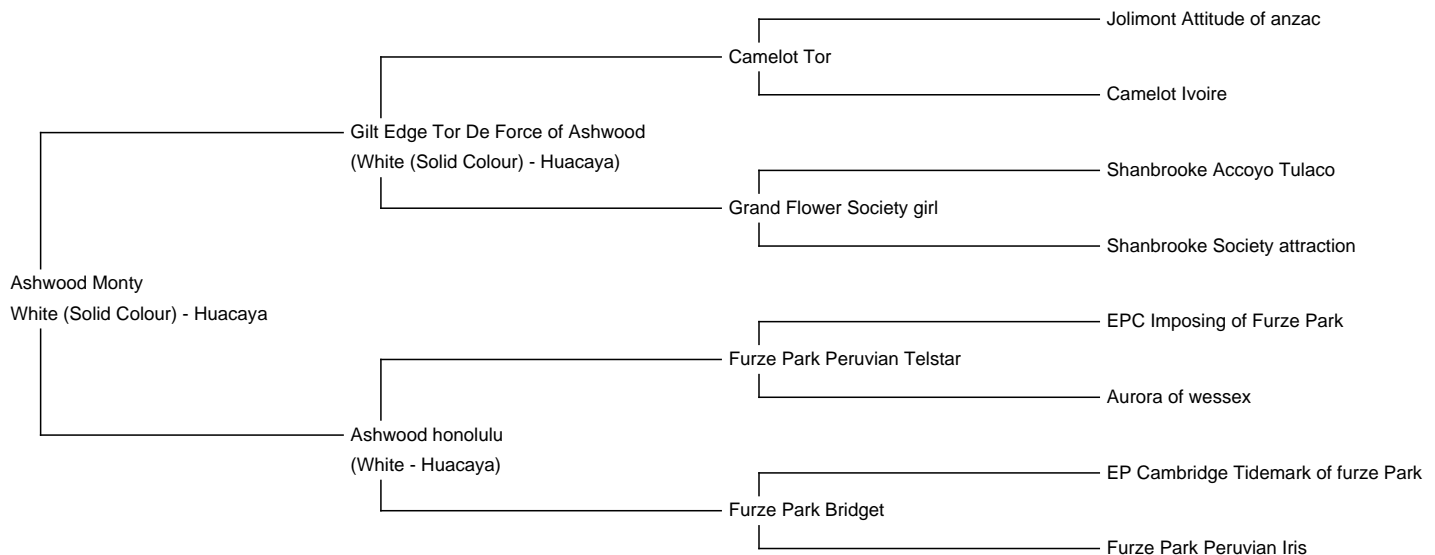 Jolimont Attitude of anzac
Camelot Tor
Camelot Ivoire
Gilt Edge Tor De Force of Ashwood
(White (Solid Colour) - Huacaya)
Shanbrooke Accoyo Tulaco
Grand Flower Society girl
Shanbrooke Society attraction
Ashwood Monty
White (Solid Colour) - Huacaya
EPC Imposing of Furze Park
Furze Park Peruvian Telstar
Aurora of wessex
Ashwood honolulu
(White - Huacaya)
EP Cambridge Tidemark of furze Park
Furze Park Bridget
Furze Park Peruvian Iris